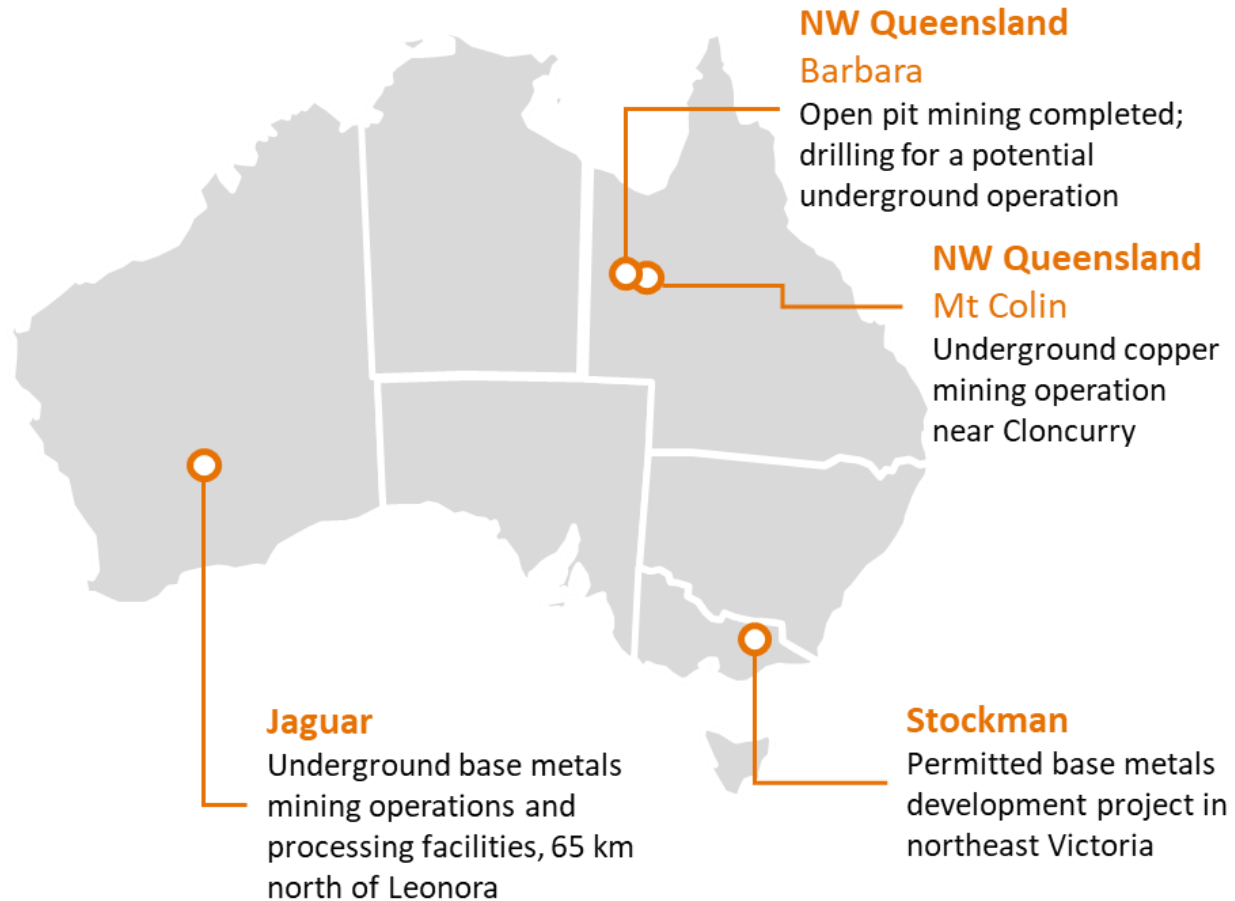 NW Queensland
Barbara
Open pit mining completed;
drilling for a potential
underground operation
NW Queensland
Mt Colin
Underground copper
mining operation
near Cloncurry
Jaguar
Underground base metals
mining operations and
processing facilities, 65 km
north of Leonora
Stockman
Permitted base metals
development project in
northeast Victoria